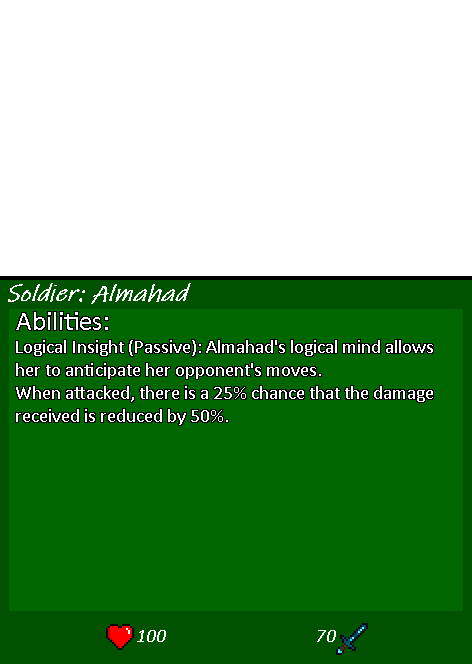 Soldier: Almahad
Abilities:
Logical Insight (Passive): Almahad's logical mind allows
her to anticipate her opponent's moves.
When attacked, there is a 25% chance that the damage
received is reduced by 50%.
100
70